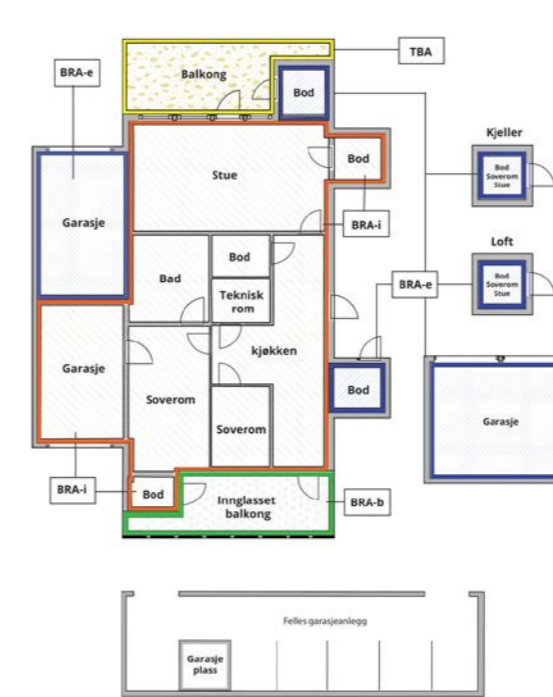 TBA
BRA-e
Balkong
Bod
Kjeller
Stue
Bod
Bod
Soverom
Stue
Garasje
BRA-i
Loft
Bad
Bod
Teknisk
rom
BRA-e
Bod
Soverom
Stue
kjøkken
Garasje
Soverom
Bod
Soverom
Garasje
BRA-i
Bod
Innglasset
balkong
BRA-b
Felles garasjeanlegg
Garasje
plass